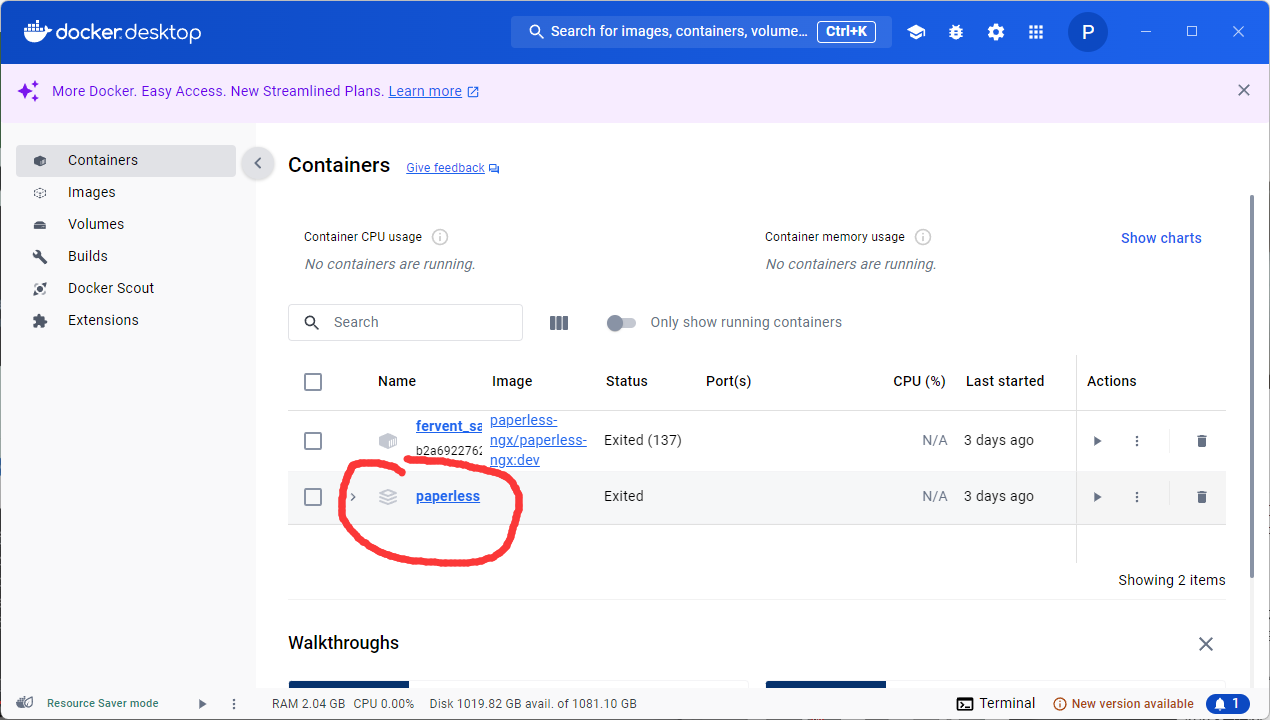 docker desktop
Search for images, containers, volume... Ctrl+K
P
More Docker. Easy Access. New Streamlined Plans. Learn more
Containers
Images
Volumes
Builds
Docker Scout
Extensions
Containers Give feedback
Container CPU usage
No containers are running.
Container memory usage
No containers are running.
Show charts
Search
Only show running containers
Name Image Status Port(s) CPU (%) Last started Actions
fervent_sa
b2a6922762
paperless-
ngx/paperless-
ngx:dev
Exited (137) N/A 3 days ago
paperless Exited N/A 3 days ago
Showing 2 items
Walkthroughs
Resource Saver mode
RAM 2.04 GB CPU 0.00% Disk 1019.82 GB avail. of 1081.10 GB
Terminal
New version available
1